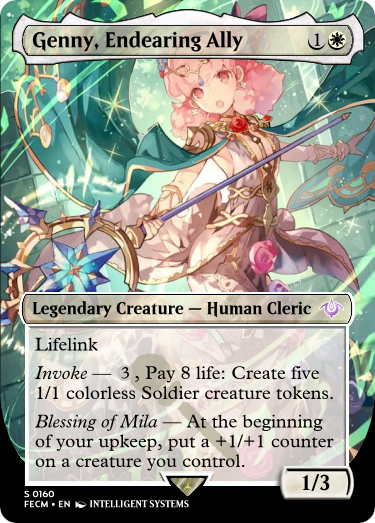 Genny, Endearing Ally 1
Legendary Creature — Human Cleric
Lifelink
Invoke — 3, Pay 8 life: Create five
1/1 colorless Soldier creature tokens.
Blessing of Mila — At the beginning
of your upkeep, put a +1/+1 counter
on a creature you control.
1/3
S 0160
FECM • EN INTELLIGENT SYSTEMS